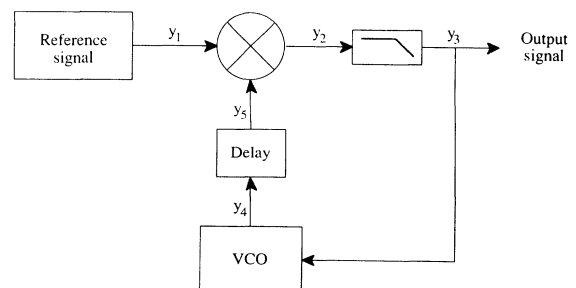 Reference
signal
y1
y2
y3
Output
signal
y5
Delay
y4
VCO